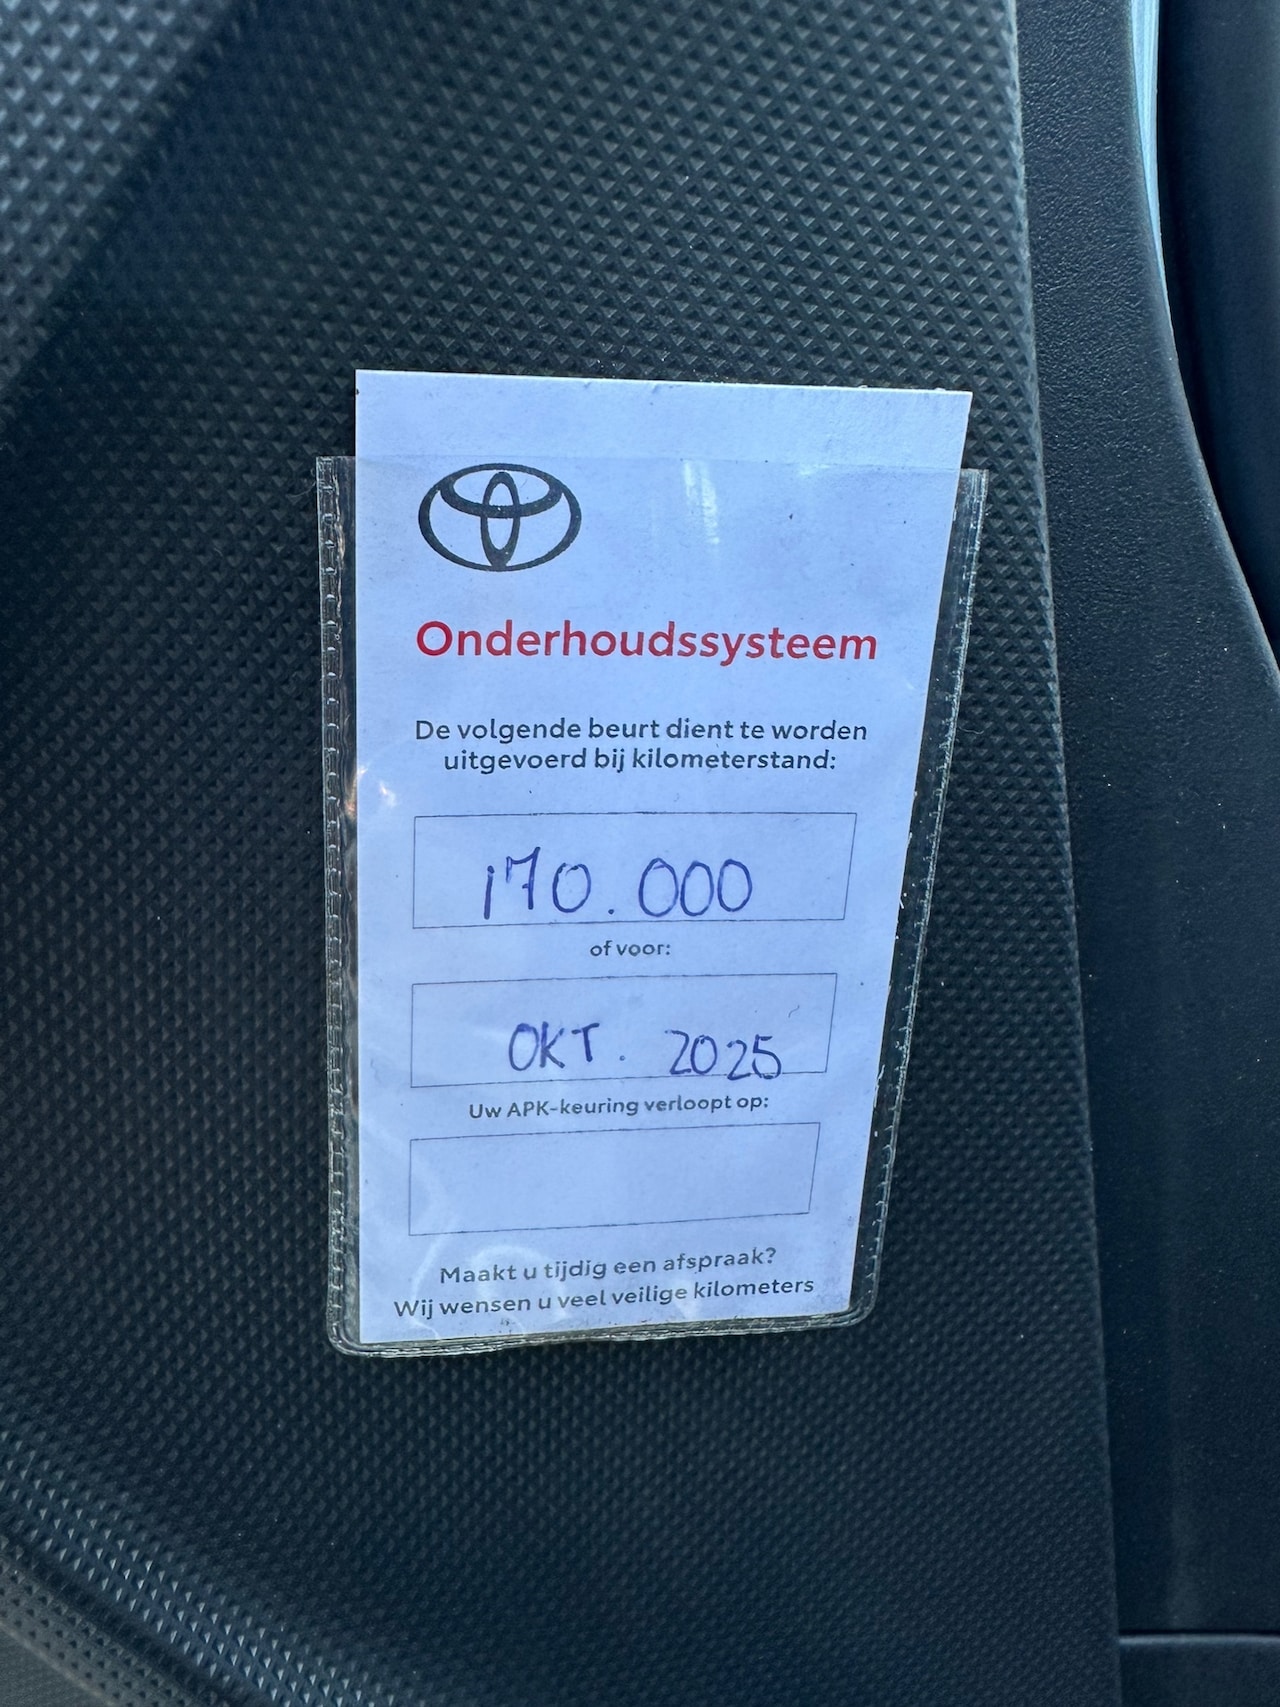 Onderhoudssysteem
De volgende beurt dient te worden
uitgevoerd bij kilometerstand:
170.000
of voor:
OKT. 2025
Uw APK-keuring verloopt op:
Maakt u tijdig een afspraak?
Wij wensen u veel veilige kilometers